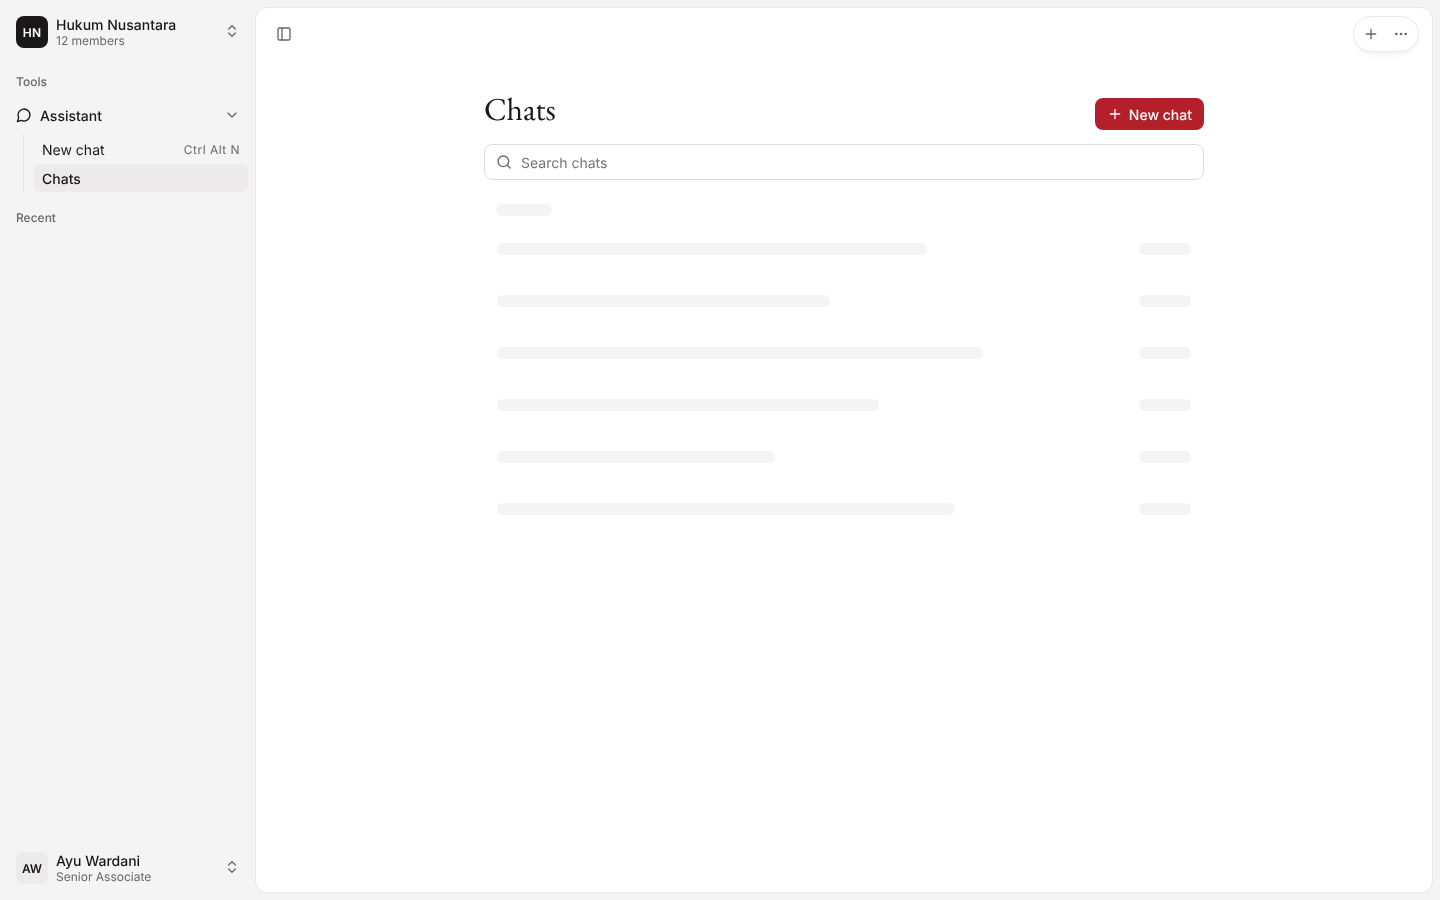 HN
Hukum Nusantara
12 members
Tools
Assistant
New chat
Ctrl Alt N
Chats
Recent
AW
Ayu Wardani
Senior Associate
Chats
New chat
Search chats